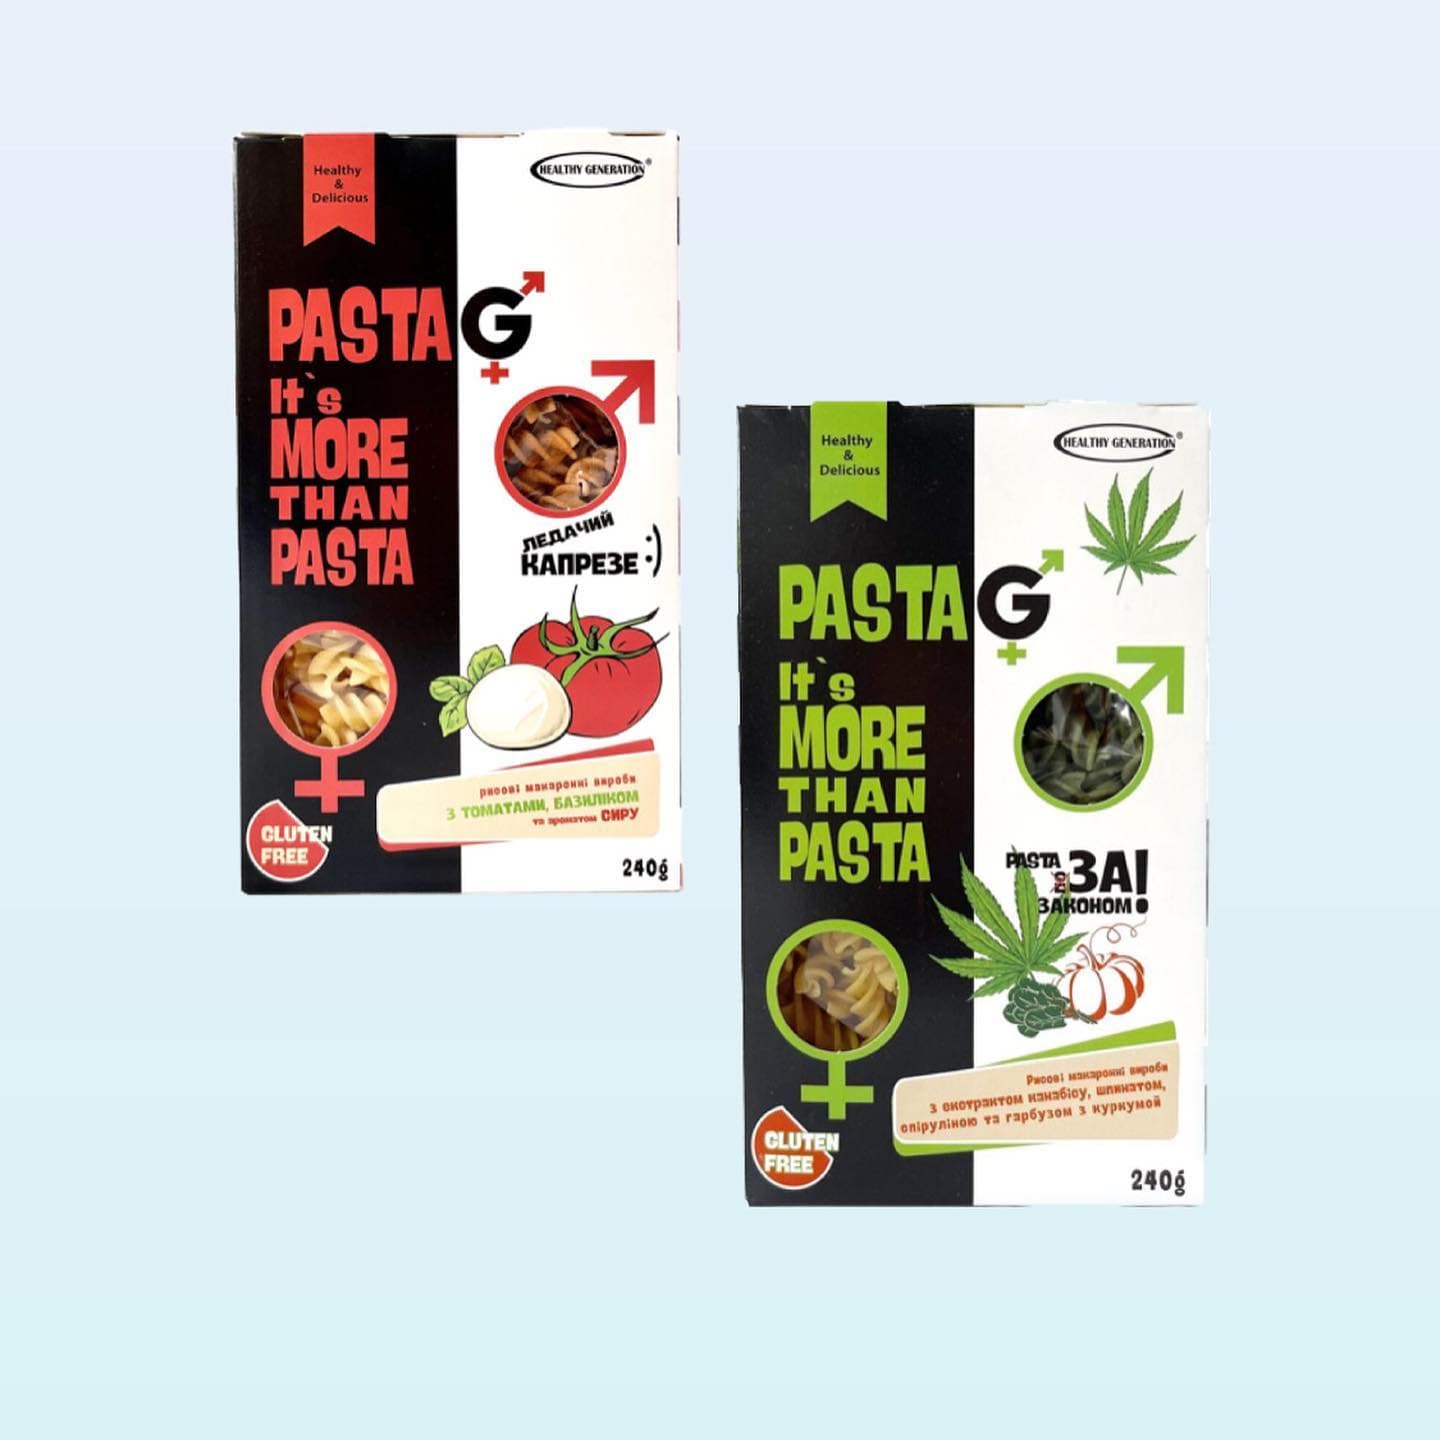 Healthy
&
Delicious
HEALTHY GENERATION®
PASTA G
It`s
MORE
THAN
PASTA
ЛЕДАЧИЙ
КАПРЕЗЕ :)
рисові макаронні вироби
З ТОМАТАМИ, БАЗИЛІКОМ
та ароматом СИРУ
GLUTEN
FREE
240g
Healthy
&
Delicious
HEALTHY GENERATION®
PASTA G
It`s
MORE
THAN
PASTA
PASTA ЗА!
ПО
ЗАКОНОМ
Рисові макаронні вироби
з екстрактом канабісу, шпинатом,
спіруліною та гарбузом з куркумой
GLUTEN
FREE
240g